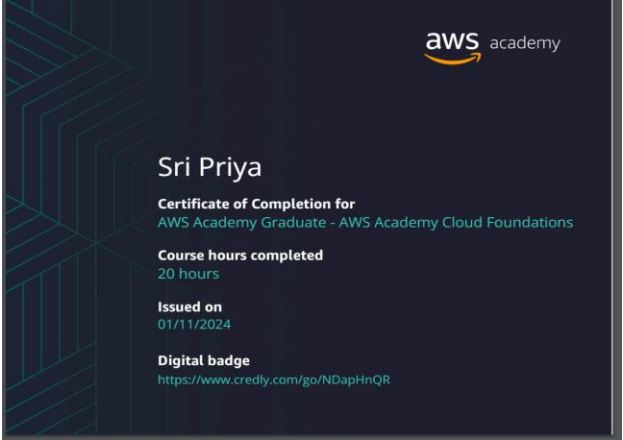 aws academy
Sri Priya
Certificate of Completion for
AWS Academy Graduate - AWS Academy Cloud Foundations
Course hours completed
20 hours
Issued on
01/11/2024
Digital badge
https://www.credly.com/go/NDapHnQR